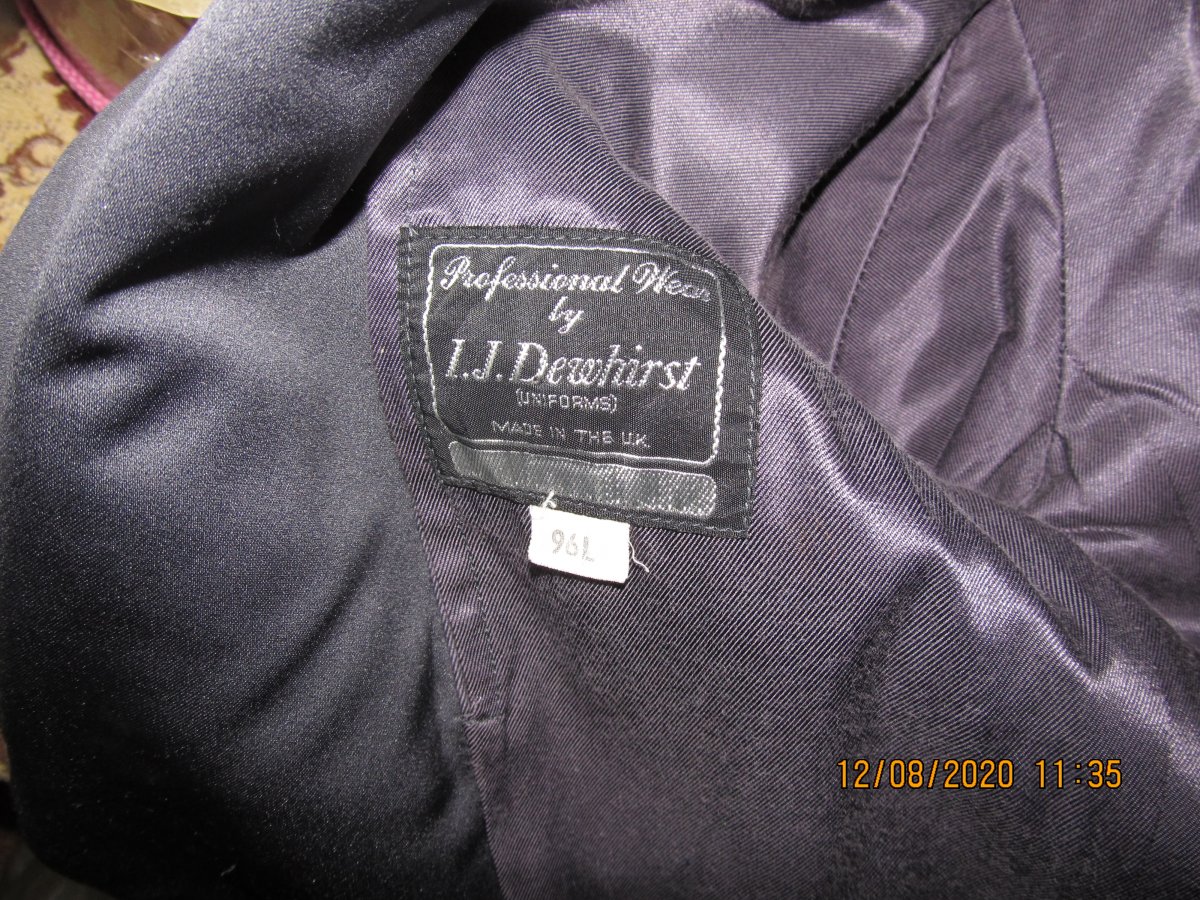 Professional Wear
by
I.J. Dewhirst
(UNIFORMS)
MADE IN THE U.K.
96L
12/08/2020 11:35